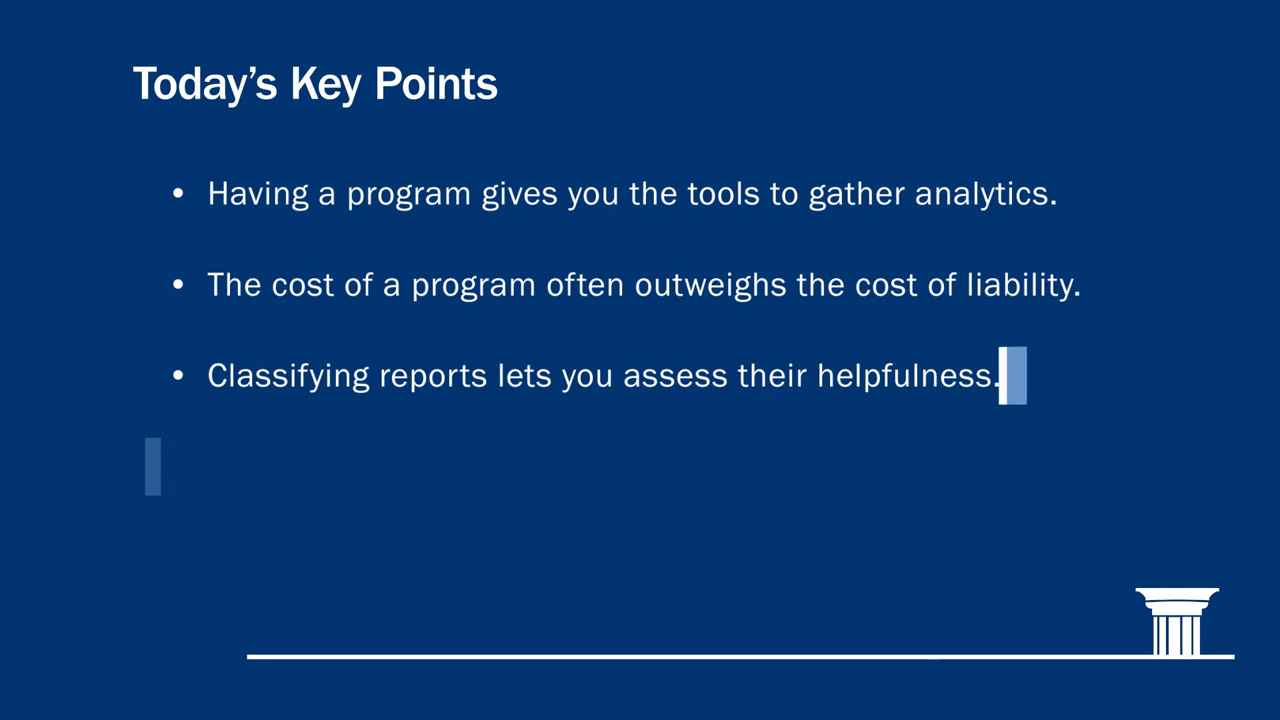 Today's Key Points
• Having a program gives you the tools to gather analytics.
• The cost of a program often outweighs the cost of liability.
• Classifying reports lets you assess their helpfulness.